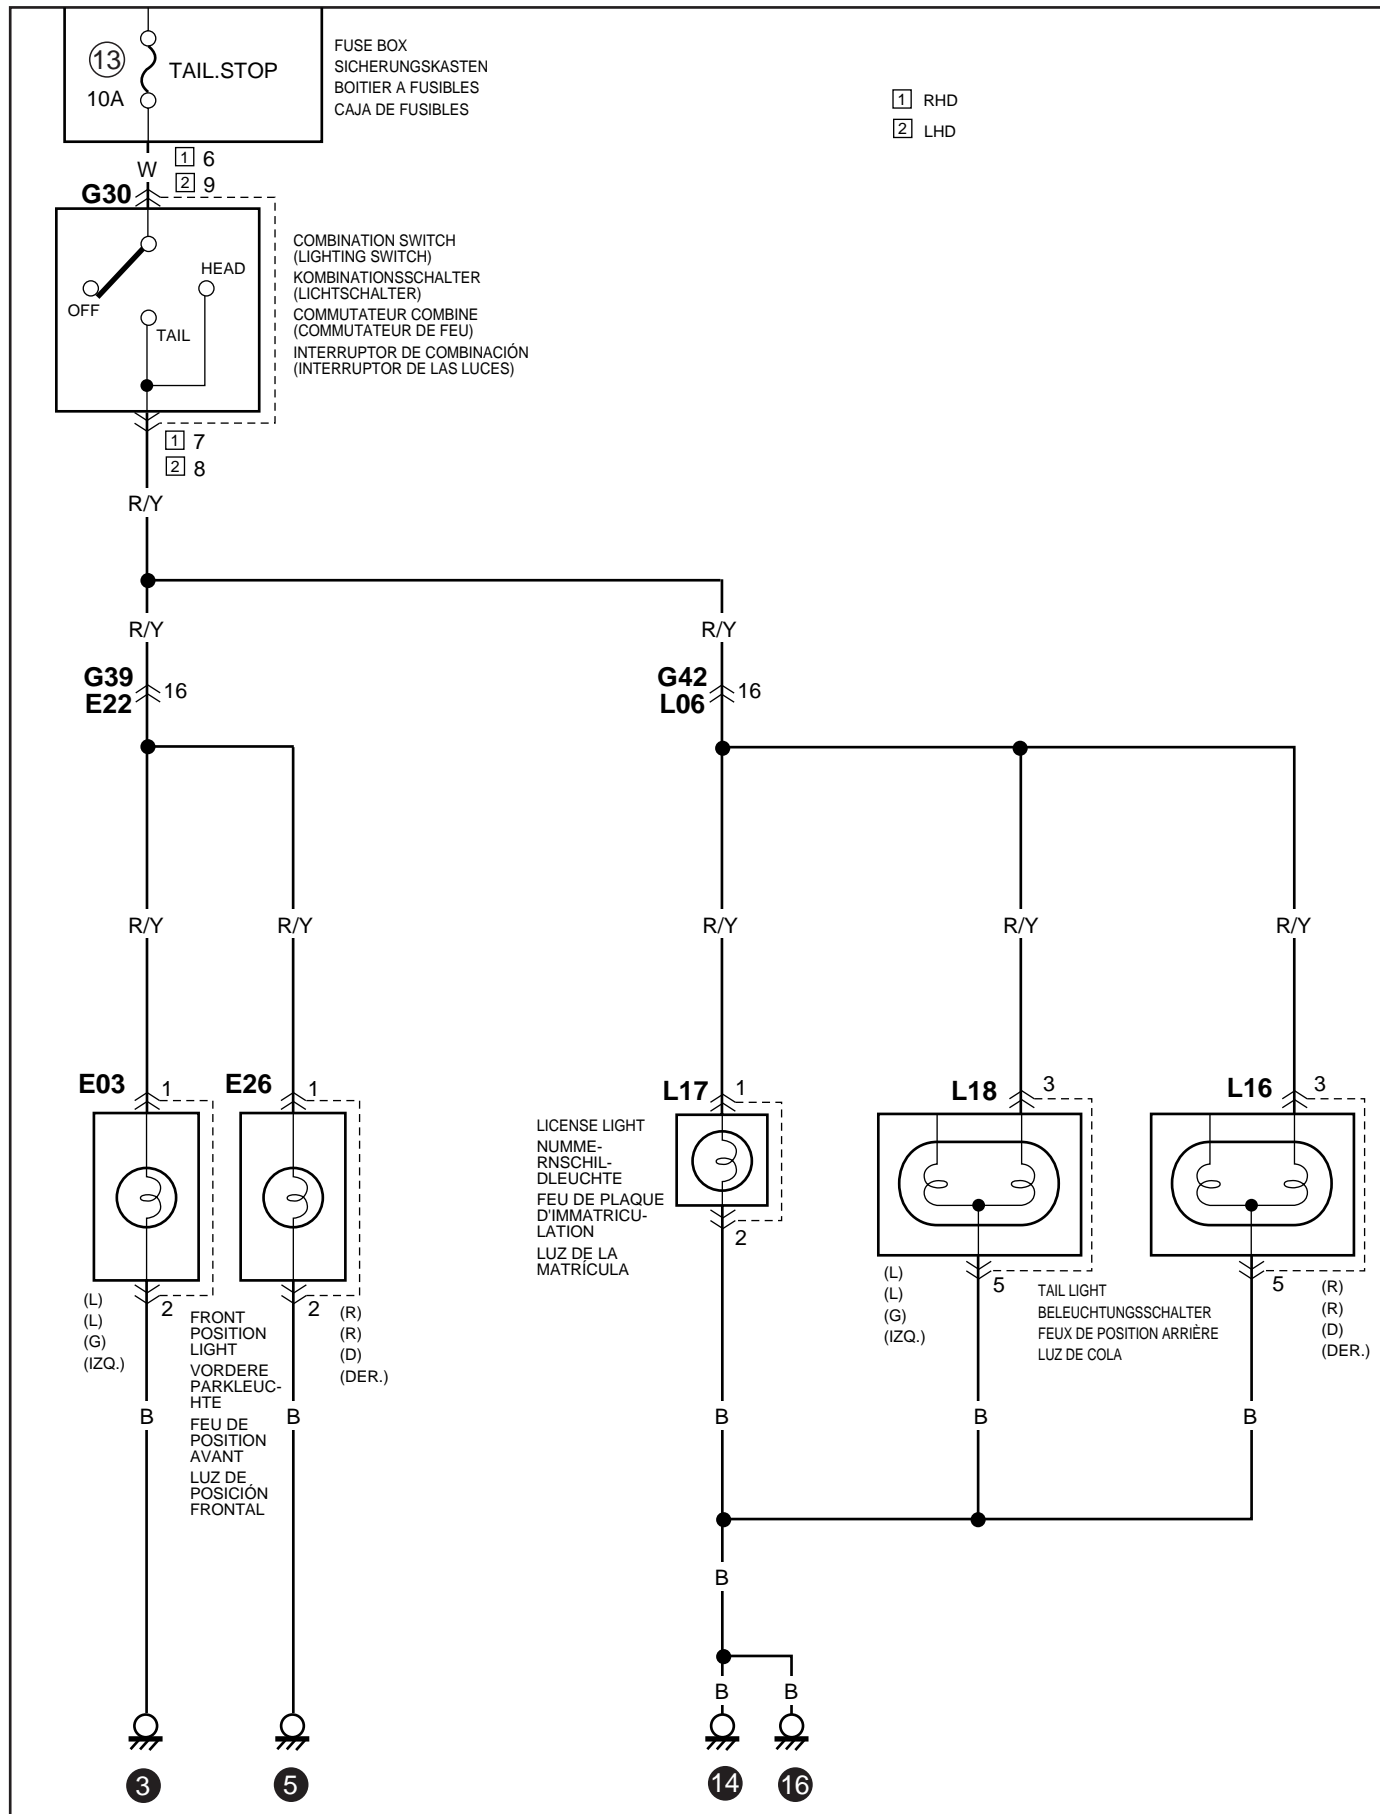 13
10A
TAIL.STOP
FUSE BOX
SICHERUNGSKASTEN
BOITIER A FUSIBLES
CAJA DE FUSIBLES
1 RHD
2 LHD
W
1 6
2 9
G30
OFF
HEAD
TAIL
COMBINATION SWITCH
(LIGHTING SWITCH)
KOMBINATIONSSCHALTER
(LICHTSCHALTER)
COMMUTATEUR COMBINE
(COMMUTATEUR DE FEU)
INTERRUPTOR DE COMBINACIÓN
(INTERRUPTOR DE LAS LUCES)
1 7
2 8
R/Y
R/Y
R/Y
G39
E22
16
G42
L06
16
R/Y
R/Y
R/Y
R/Y
R/Y
E03
1
E26
1
L17
1
L18
3
L16
3
LICENSE LIGHT
NUMME-
RNSCHIL-
DLEUCHTE
FEU DE PLAQUE
D'IMMATRICU-
LATION
LUZ DE LA
MATRÍCULA
2
(L)
(L)
(G)
(IZQ.)
2
FRONT
POSITION
LIGHT
VORDERE
PARKLEUC-
HTE
FEU DE
POSITION
AVANT
LUZ DE
POSICIÓN
FRONTAL
2
(R)
(R)
(D)
(DER.)
(L)
(L)
(G)
(IZQ.)
5
TAIL LIGHT
BELEUCHTUNGSSCHALTER
FEUX DE POSITION ARRIÈRE
LUZ DE COLA
5
(R)
(R)
(D)
(DER.)
B
B
B
B
B
B
B
B
3
5
14
16